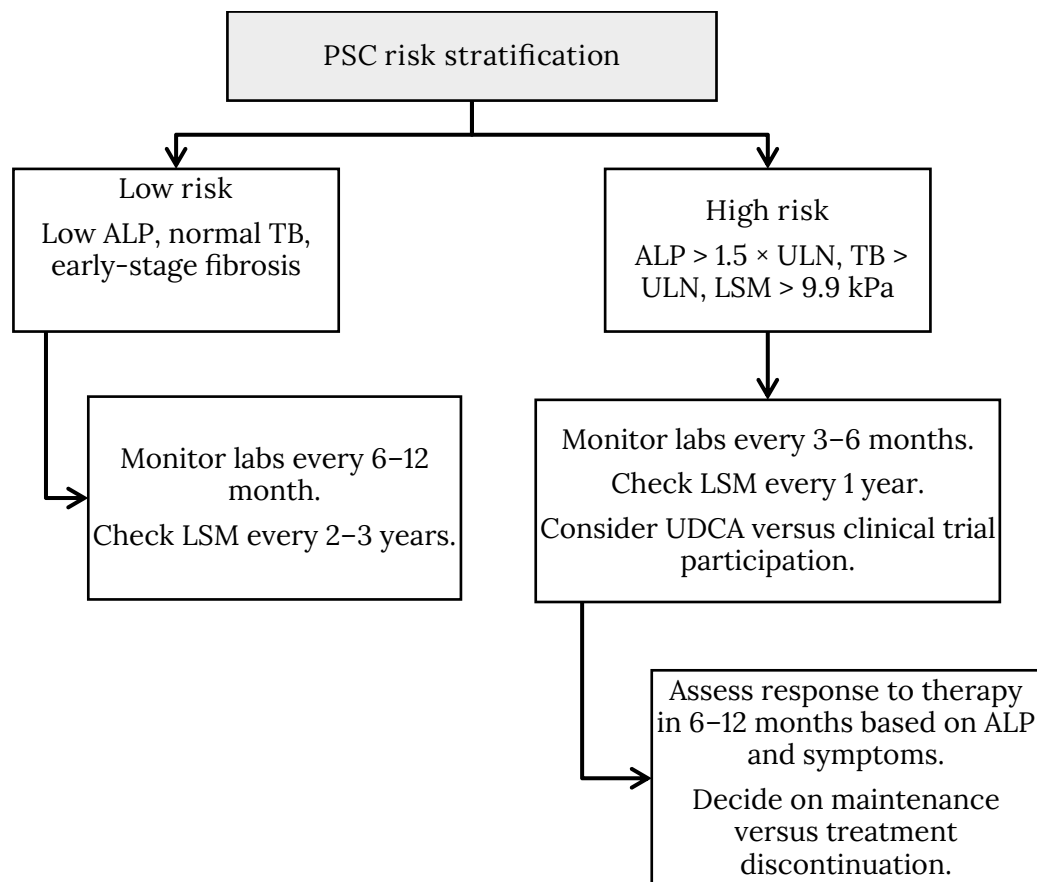 PSC risk stratification
Low risk
Low ALP, normal TB,
early-stage fibrosis
High risk
ALP > 1.5 × ULN, TB >
ULN, LSM > 9.9 kPa
Monitor labs every 6–12
month.
Check LSM every 2–3 years.
Monitor labs every 3–6 months.
Check LSM every 1 year.
Consider UDCA versus clinical trial
participation.
Assess response to therapy
in 6–12 months based on ALP
and symptoms.
Decide on maintenance
versus treatment
discontinuation.